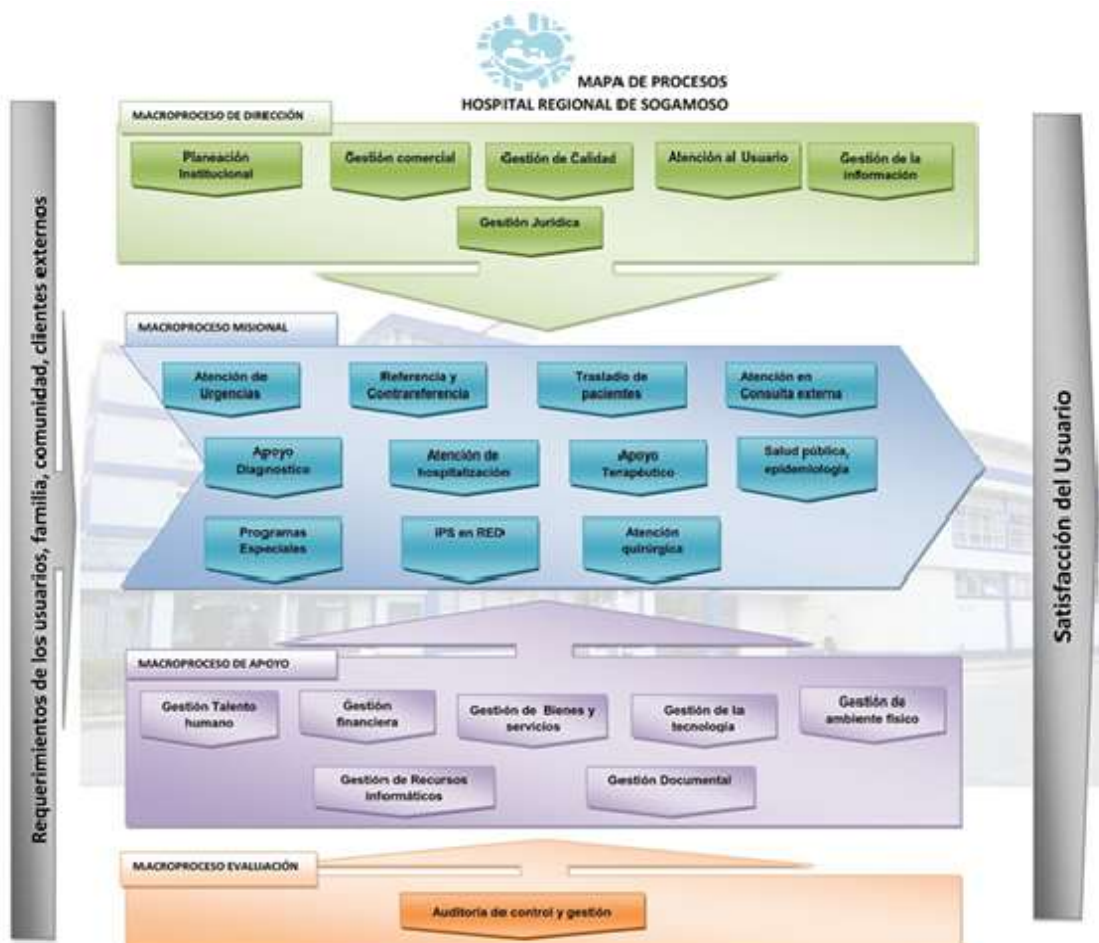 MAPA DE PROCESOS
HOSPITAL REGIONAL DE SOGAMOSO
Requerimientos de los usuarios, familia, comunidad, clientes externos
MACROPROCESO DE DIRECCIÓN
Planeación
Institucional
Gestión comercial
Gestión de Calidad
Atención al Usuario
Gestión de la
información
Gestión Jurídica
MACROPROCESO MISIONAL
Atención de
Urgencias
Referencia y
Contrareferencia
Traslado de
pacientes
Atención en
Consulta externa
Apoyo
Diagnostico
Atención de
hospitalización
Apoyo
Terapéutico
Salud pública,
epidemiologia
Programas
Especiales
IPS en RED
Atención
quirúrgica
MACROPROCESO DE APOYO
Gestión Talento
humano
Gestión
financiera
Gestión de Bienes y
servicios
Gestión de la
tecnología
Gestión de
ambiente físico
Gestión de Recursos
Informáticos
Gestión Documental
MACROPROCESO EVALUACIÓN
Auditoría de control y gestión
Satisfacción del Usuario